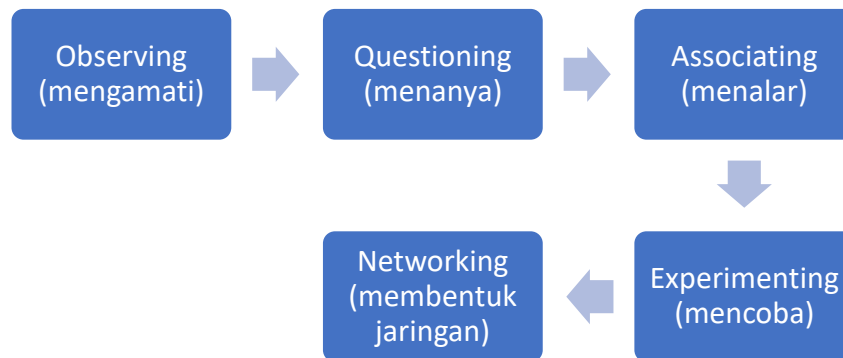 Observing
(mengamati)
Questioning
(menanya)
Associating
(menalar)
Experimenting
(mencoba)
Networking
(membentuk
jaringan)